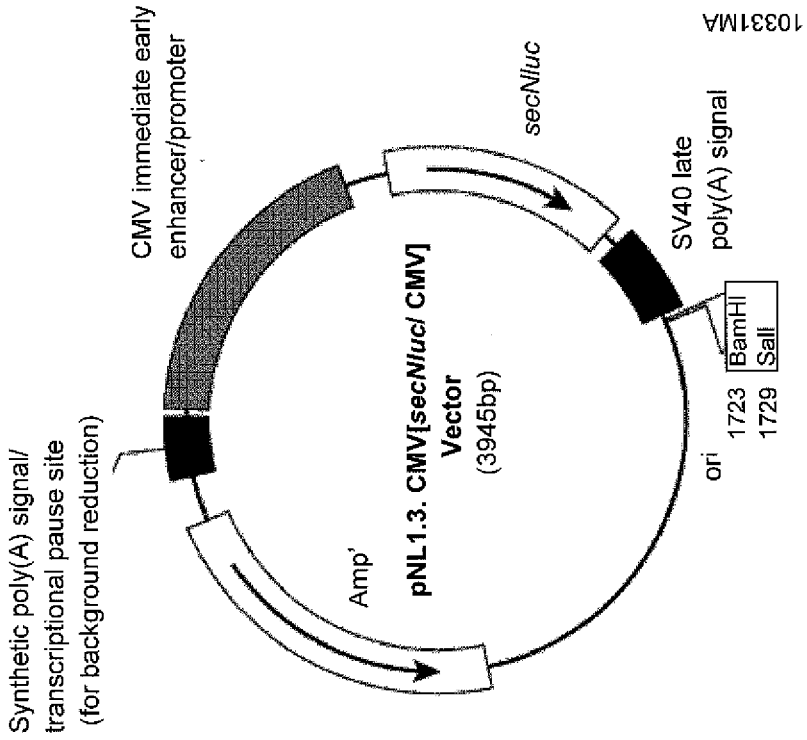 Synthetic poly(A) signal/
transcriptional pause site
(for background reduction)
CMV immediate early
enhancer/promoter
secNluc
SV40 late
poly(A) signal
1723 BamHI
1729 SalI
ori
Ampʳ
pNL1.3. CMV[secNluc/ CMV]
Vector
(3945bp)
10331MA